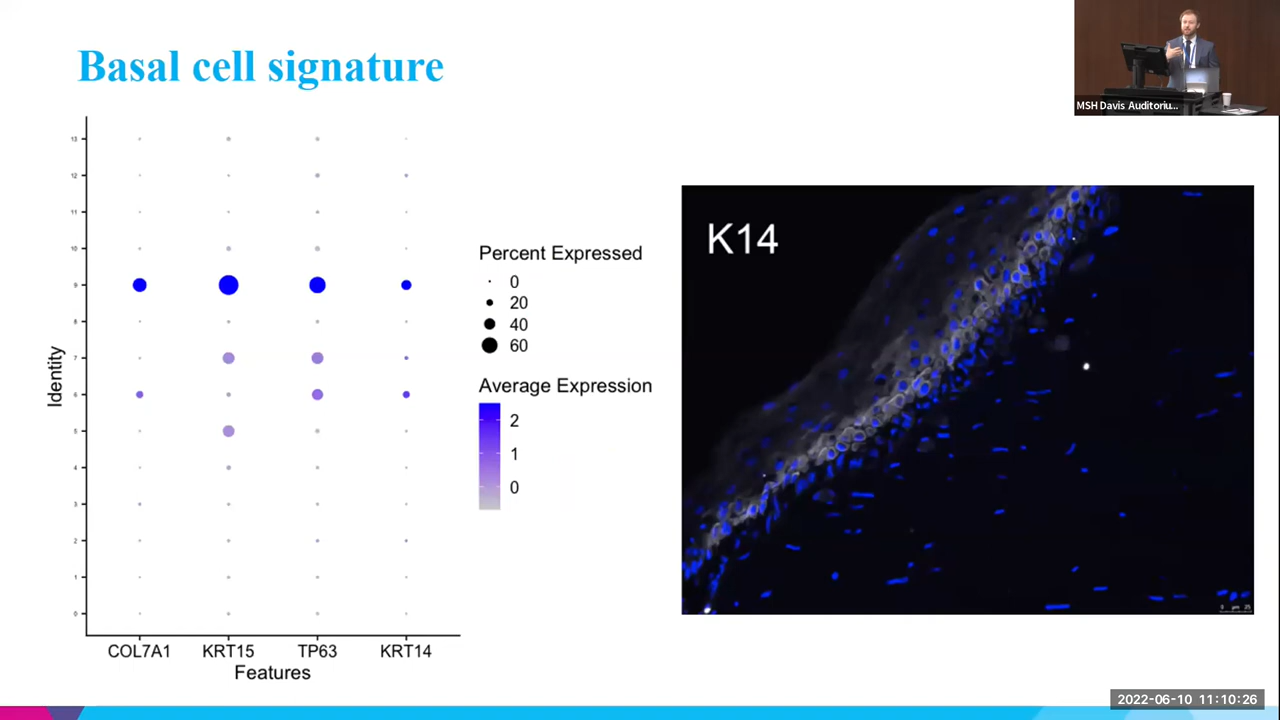 Basal cell signature
MSH Davis Auditoriu...
13
12
11
10
9
8
7
6
5
4
3
2
1
0
Identity
COL7A1 KRT15 TP63 KRT14
Features
Percent Expressed
0
20
40
60
Average Expression
2
1
0
K14
2022-06-10 11:10:26